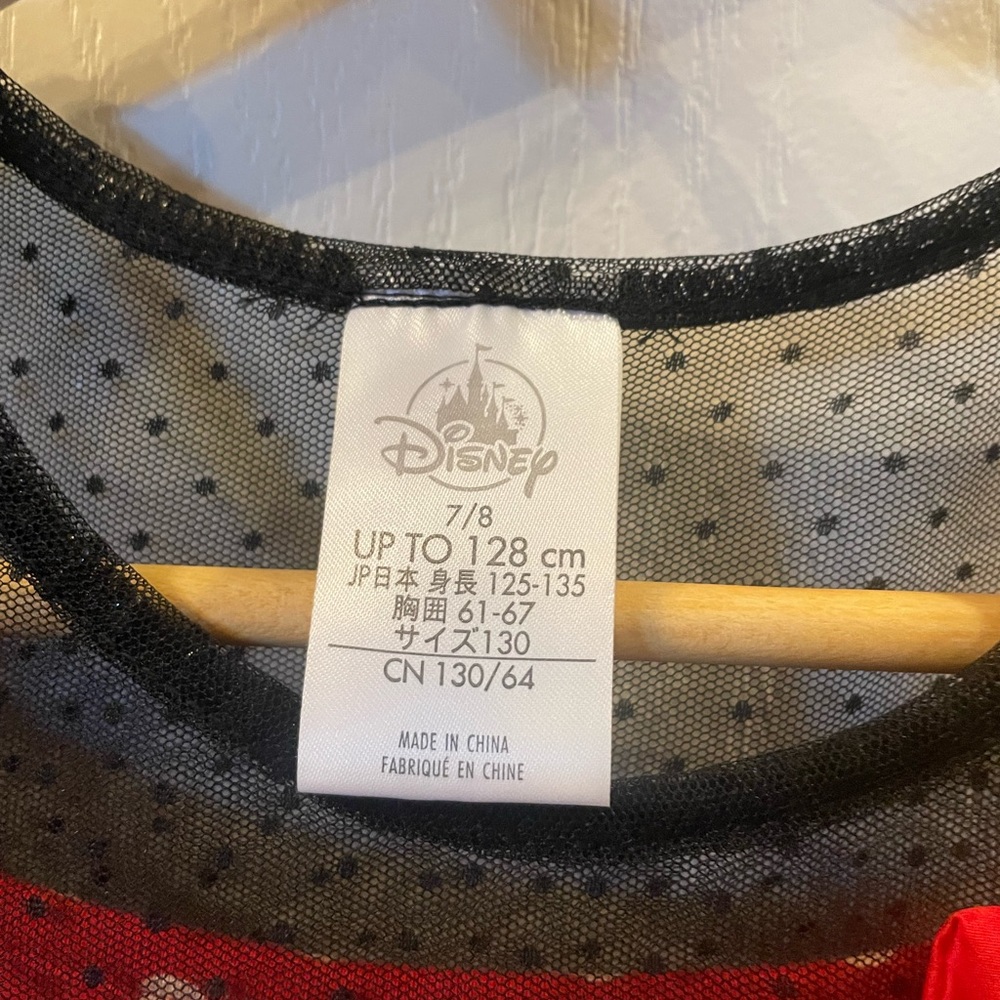 Disney
7/8
UP TO 128 cm
JP日本 身長 125-135
胸囲 61-67
サイズ130
CN 130/64
MADE IN CHINA
FABRIQUÉ EN CHINE